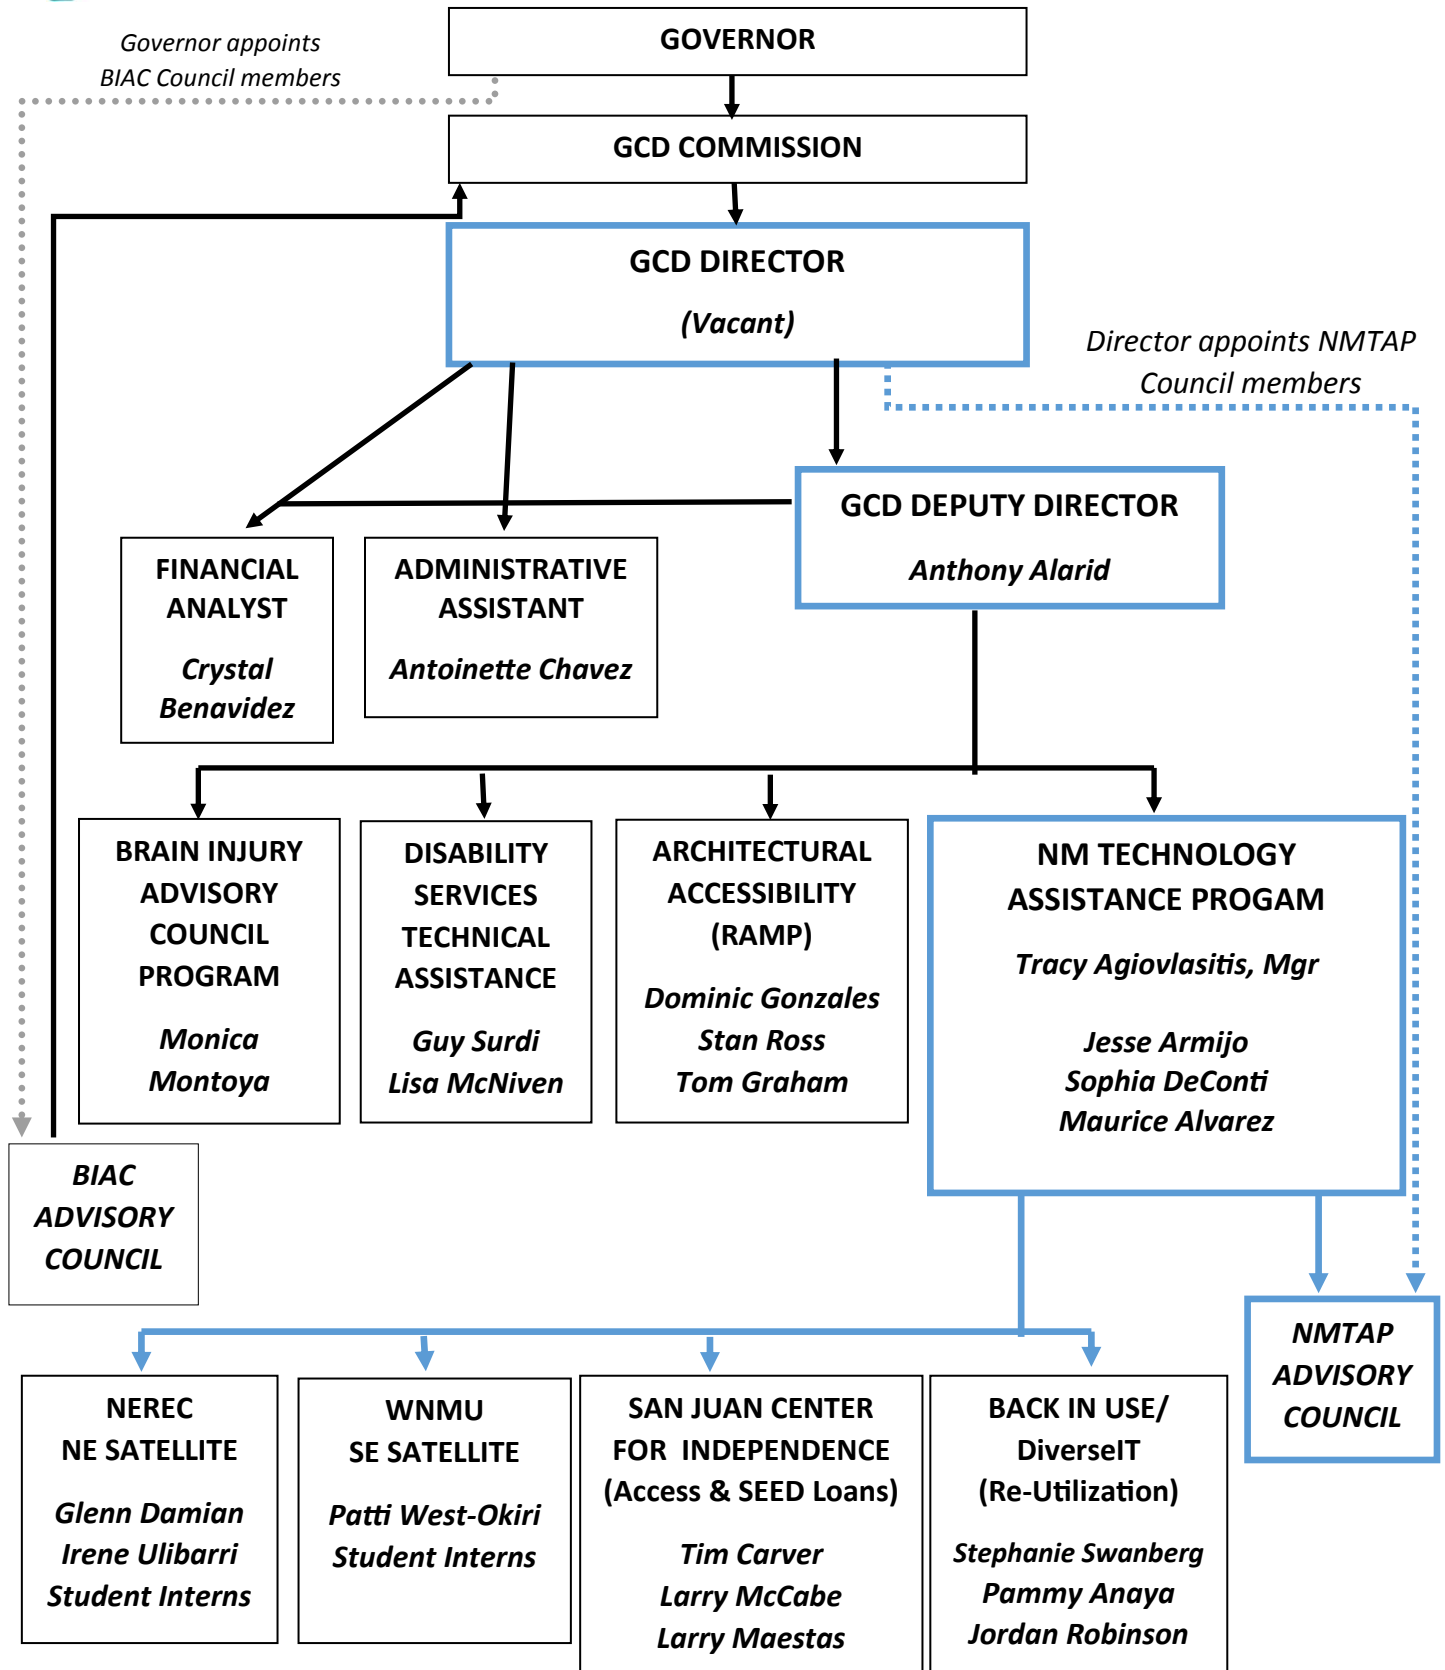 Governor appoints
BIAC Council members
GOVERNOR
GCD COMMISSION
GCD DIRECTOR
(Vacant)
Director appoints NMTAP
Council members
GCD DEPUTY DIRECTOR
Anthony Alarid
FINANCIAL
ANALYST
Crystal
Benavidez
ADMINISTRATIVE
ASSISTANT
Antoinette Chavez
BRAIN INJURY
ADVISORY
COUNCIL
PROGRAM
Monica
Montoya
DISABILITY
SERVICES
TECHNICAL
ASSISTANCE
Guy Surdi
Lisa McNiven
ARCHITECTURAL
ACCESSIBILITY
(RAMP)
Dominic Gonzales
Stan Ross
Tom Graham
NM TECHNOLOGY
ASSISTANCE PROGAM
Tracy Agiovlasitis, Mgr
Jesse Armijo
Sophia DeConti
Maurice Alvarez
BIAC
ADVISORY
COUNCIL
NMTAP
ADVISORY
COUNCIL
NEREC
NE SATELLITE
Glenn Damian
Irene Ulibarri
Student Interns
WNMU
SE SATELLITE
Patti West-Okiri
Student Interns
SAN JUAN CENTER
FOR INDEPENDENCE
(Access & SEED Loans)
Tim Carver
Larry McCabe
Larry Maestas
BACK IN USE/
DiverseIT
(Re-Utilization)
Stephanie Swanberg
Pammy Anaya
Jordan Robinson